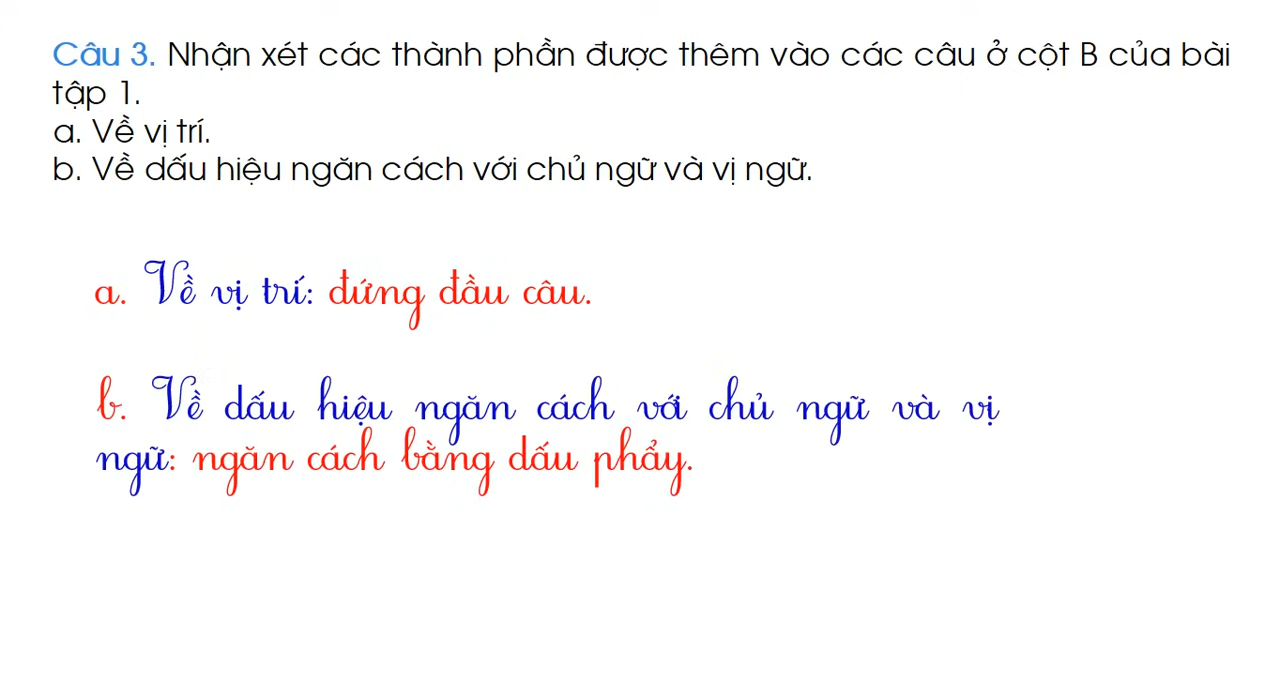 Câu 3. Nhận xét các thành phần được thêm vào các câu ở cột B của bài
tập 1.
a. Về vị trí.
b. Về dấu hiệu ngăn cách với chủ ngữ và vị ngữ.
a. Về vị trí: đứng đầu câu.
b. Về dấu hiệu ngăn cách với chủ ngữ và vị
ngữ: ngăn cách bằng dấu phẩy.